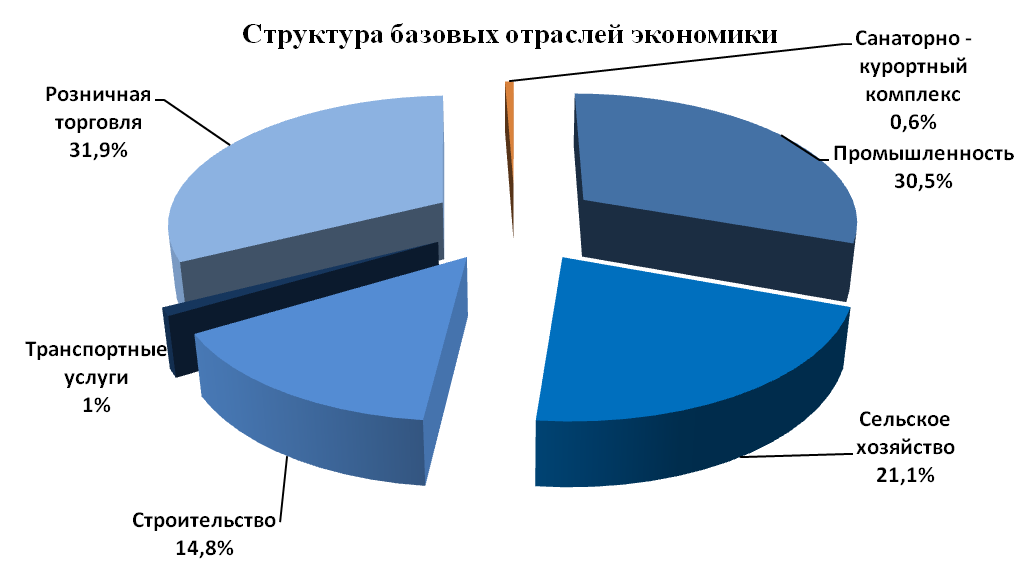 Структура базовых отраслей экономики
Санаторно -
курортный
комплекс
0,6%
Промышленность
30,5%
Сельское
хозяйство
21,1%
Строительство
14,8%
Транспортные
услуги
1%
Розничная
торговля
31,9%